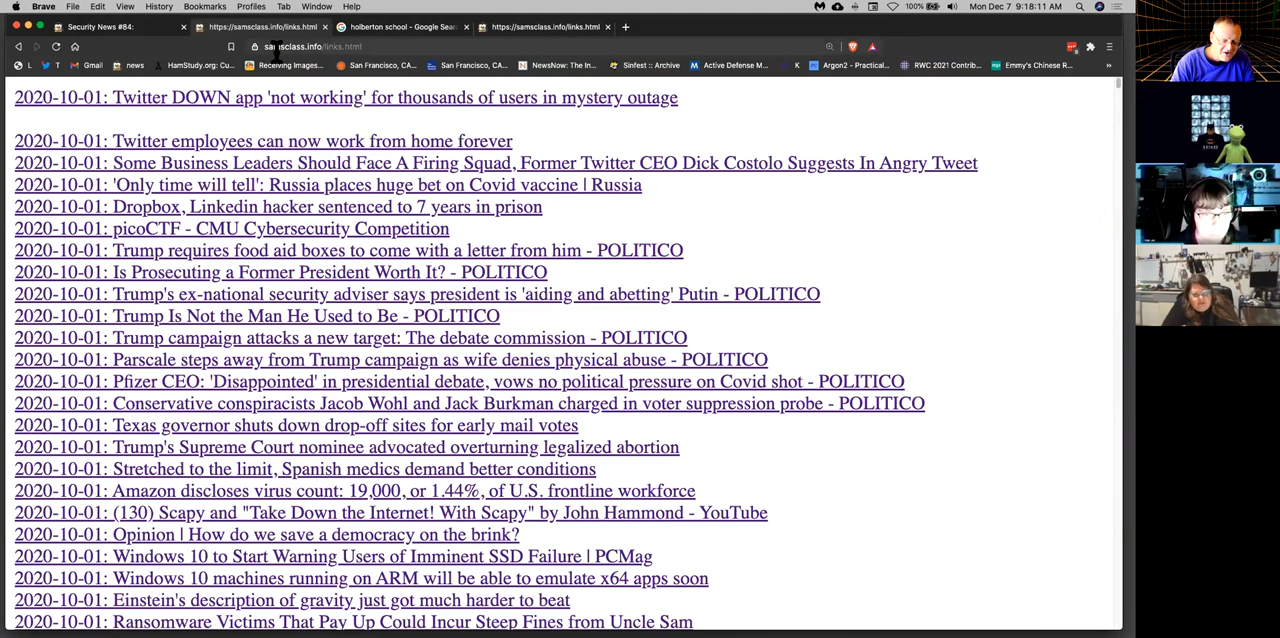 Brave File Edit View History Bookmarks Profiles Tab Window Help 100% Mon Dec 7 9:18:11 AM
Security News #84: × https://samsclass.info/links.html × holberton school - Google Sear × https://samsclass.info/links.html × +
samsclass.info/links.html
L T Gmail news HamStudy.org: Cu... Receiving Images... San Francisco, CA... San Francisco, CA... NewsNow: The In... Sinfest :: Archive Active Defense M... K Argon2 - Practical... RWC 2021 Contrib... Emmy's Chinese R... »
2020-10-01: Twitter DOWN app 'not working' for thousands of users in mystery outage
2020-10-01: Twitter employees can now work from home forever
2020-10-01: Some Business Leaders Should Face A Firing Squad, Former Twitter CEO Dick Costolo Suggests In Angry Tweet
2020-10-01: 'Only time will tell': Russia places huge bet on Covid vaccine | Russia
2020-10-01: Dropbox, Linkedin hacker sentenced to 7 years in prison
2020-10-01: picoCTF - CMU Cybersecurity Competition
2020-10-01: Trump requires food aid boxes to come with a letter from him - POLITICO
2020-10-01: Is Prosecuting a Former President Worth It? - POLITICO
2020-10-01: Trump's ex-national security adviser says president is 'aiding and abetting' Putin - POLITICO
2020-10-01: Trump Is Not the Man He Used to Be - POLITICO
2020-10-01: Trump campaign attacks a new target: The debate commission - POLITICO
2020-10-01: Parscale steps away from Trump campaign as wife denies physical abuse - POLITICO
2020-10-01: Pfizer CEO: 'Disappointed' in presidential debate, vows no political pressure on Covid shot - POLITICO
2020-10-01: Conservative conspiracists Jacob Wohl and Jack Burkman charged in voter suppression probe - POLITICO
2020-10-01: Texas governor shuts down drop-off sites for early mail votes
2020-10-01: Trump's Supreme Court nominee advocated overturning legalized abortion
2020-10-01: Stretched to the limit, Spanish medics demand better conditions
2020-10-01: Amazon discloses virus count: 19,000, or 1.44%, of U.S. frontline workforce
2020-10-01: (130) Scapy and "Take Down the Internet! With Scapy" by John Hammond - YouTube
2020-10-01: Opinion | How do we save a democracy on the brink?
2020-10-01: Windows 10 to Start Warning Users of Imminent SSD Failure | PCMag
2020-10-01: Windows 10 machines running on ARM will be able to emulate x64 apps soon
2020-10-01: Einstein's description of gravity just got much harder to beat
2020-10-01: Ransomware Victims That Pay Up Could Incur Steep Fines from Uncle Sam